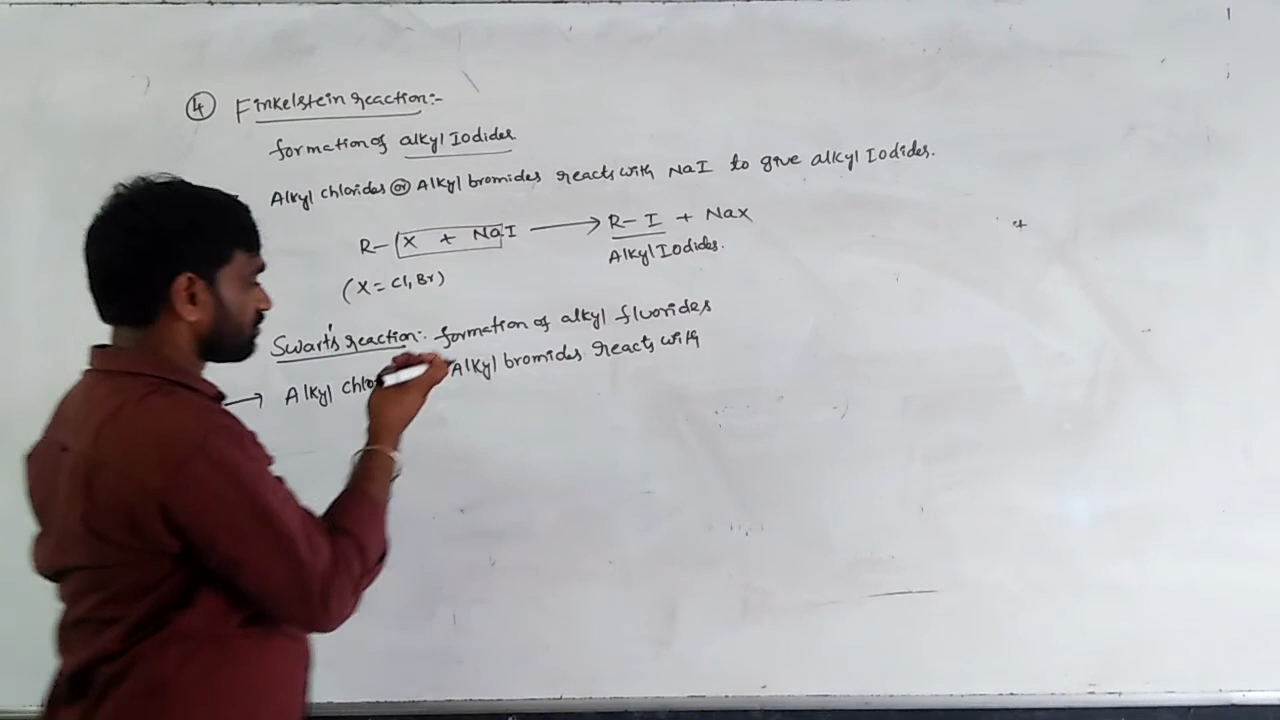 ④ Finkelstein reaction:-
formation of alkyl Iodides
Alkyl chlorides or Alkyl bromides reacts with NaI to give alkyl Iodides.
R-X + NaI ⟶ R-I + NaX
Alkyl Iodides.
(X = Cl, Br)
Swart's reaction:- formation of alkyl fluorides
→ Alkyl chlo Alkyl bromides reacts with